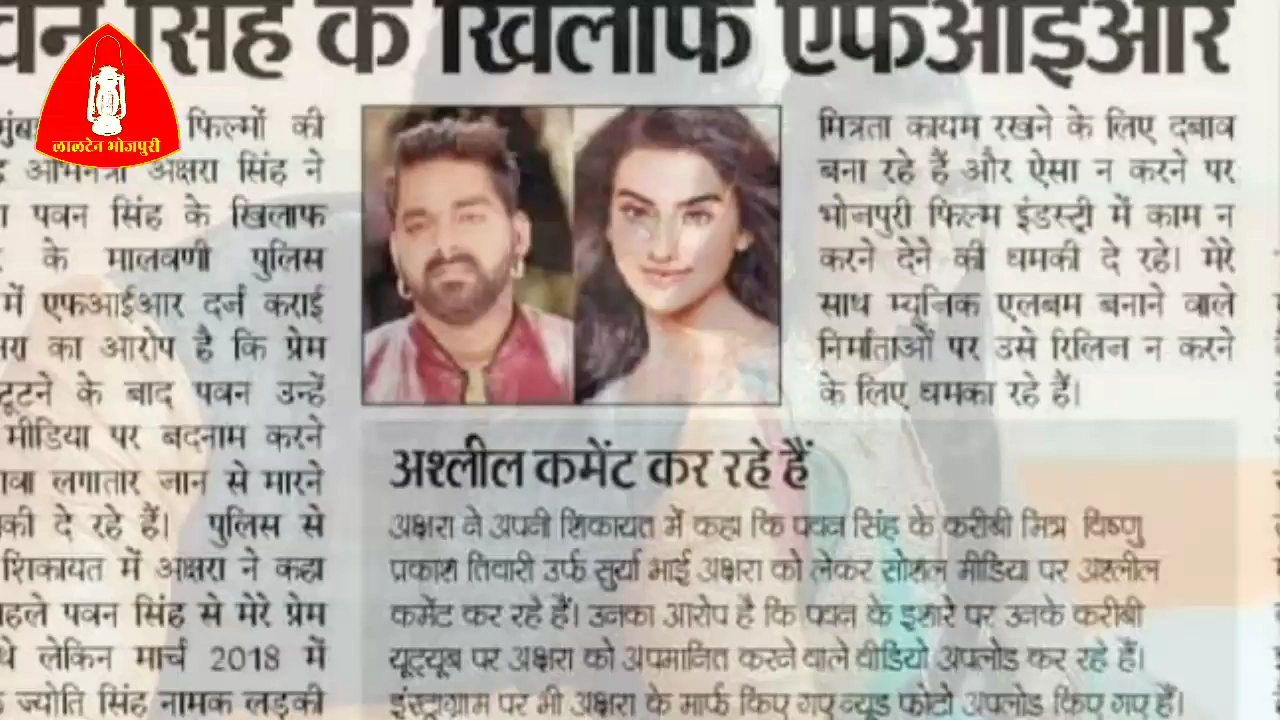 वन सिंह के खिलाफ एफआइआर
लालटेन भोजपुरी
फिल्मों की
अक्षरा सिंह ने
पवन सिंह के खिलाफ
के मालवणी पुलिस
में एफआईआर दर्ज कराई
का आरोप है कि प्रेम
टूटने के बाद पवन उन्हें
मीडिया पर बदनाम करने
लगातार जान से मारने
दे रहे हैं। पुलिस से
शिकायत में अक्षरा ने कहा
पवन सिंह से मेरे प्रेम
थे लेकिन मार्च 2018 में
ज्योति सिंह नामक लड़की
मित्रता कायम रखने के लिए दबाव
बना रहे हैं और ऐसा न करने पर
भोजपुरी फिल्म इंडस्ट्री में काम न
करने देने की धमकी दे रहे। मेरे
साथ म्यूजिक एलबम बनाने वाले
निर्माताओं पर उसे रिलिज न करने
के लिए धमका रहे हैं।
अश्लील कमेंट कर रहे हैं
अक्षरा ने अपनी शिकायत में कहा कि पवन सिंह के करीबी मित्र विष्णु
प्रकाश तिवारी उर्फ सुर्या भाई अक्षरा को लेकर सोशल मीडिया पर अश्लील
कमेंट कर रहे हैं। उनका आरोप है कि पवन के इशारे पर उनके करीबी
यूट्यूब पर अक्षरा को अपमानित करने वाले वीडियो अपलोड कर रहे हैं।
इंस्ट्राग्राम पर भी अक्षरा के मार्फ किए गए न्यूड फोटो अपलोड किए गए हैं।